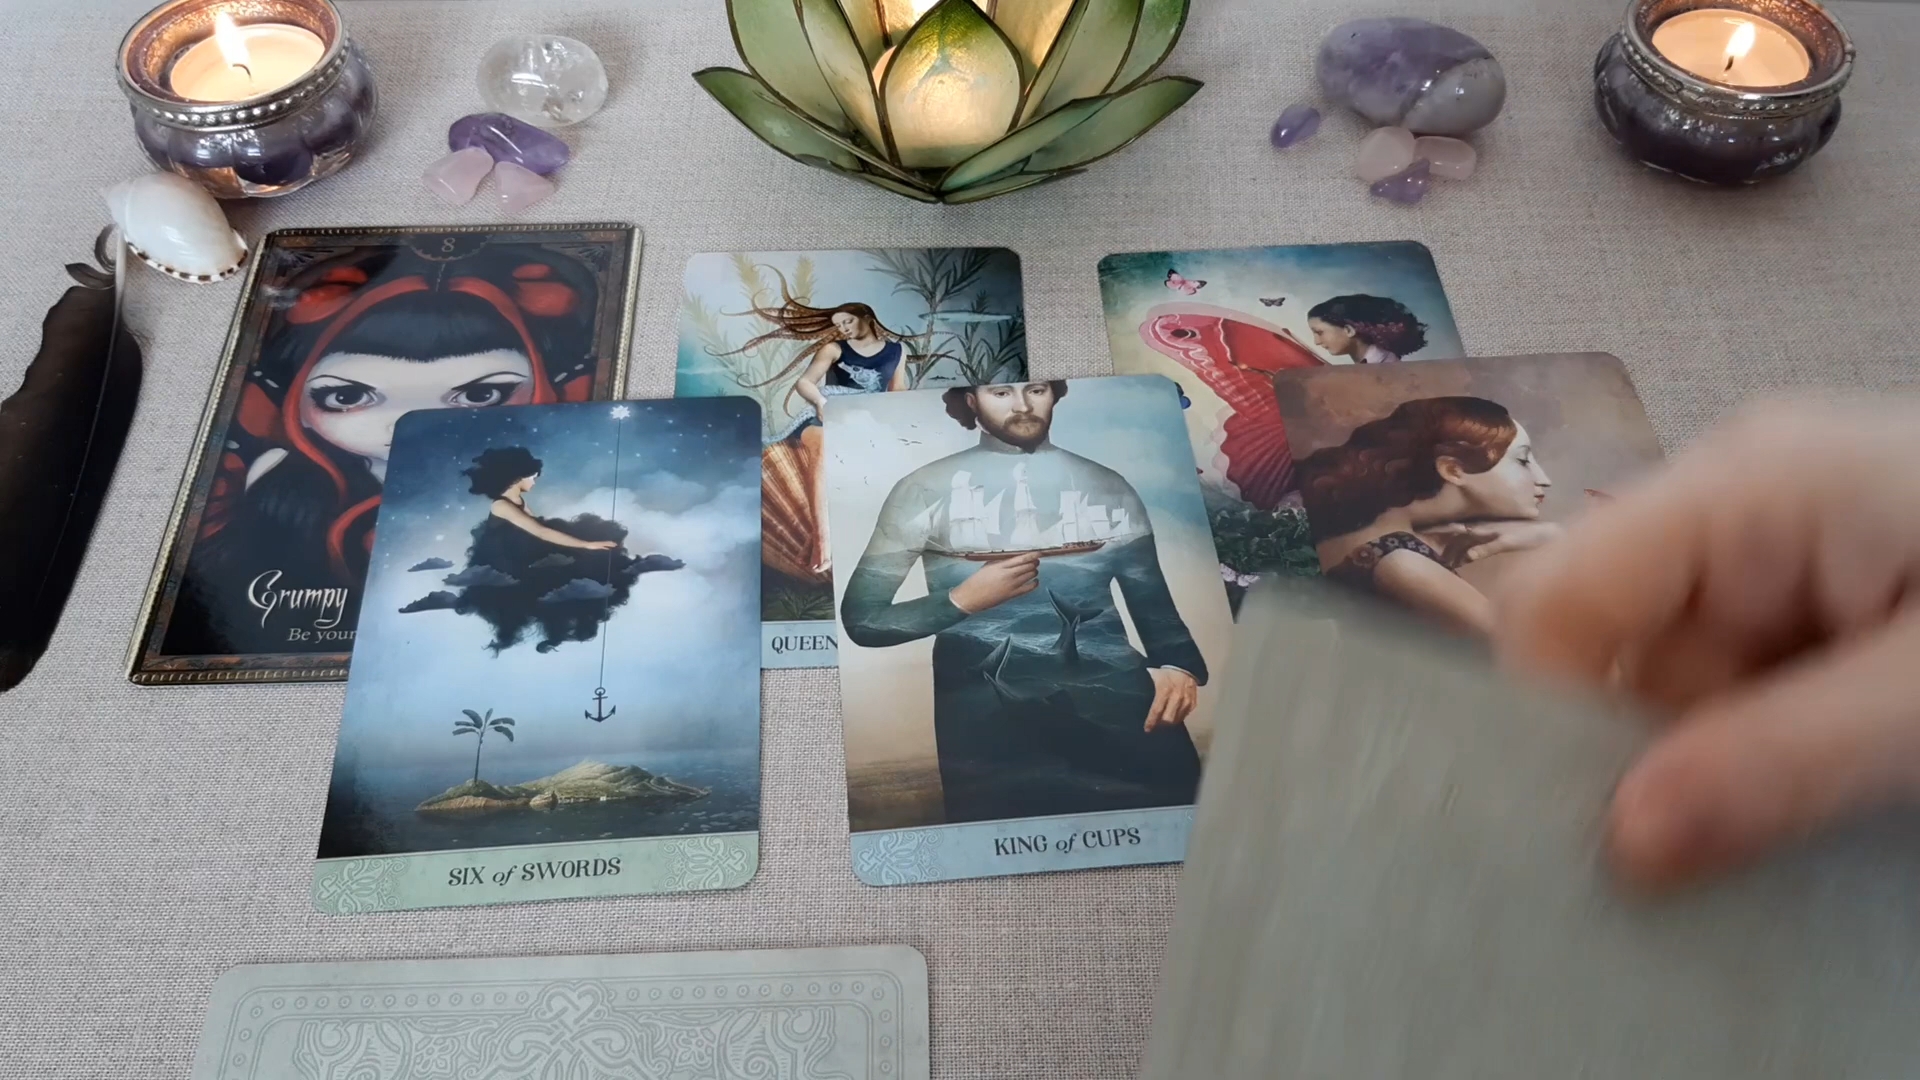 8
Grumpy
Be your
QUEEN
SIX of SWORDS
KING of CUPS